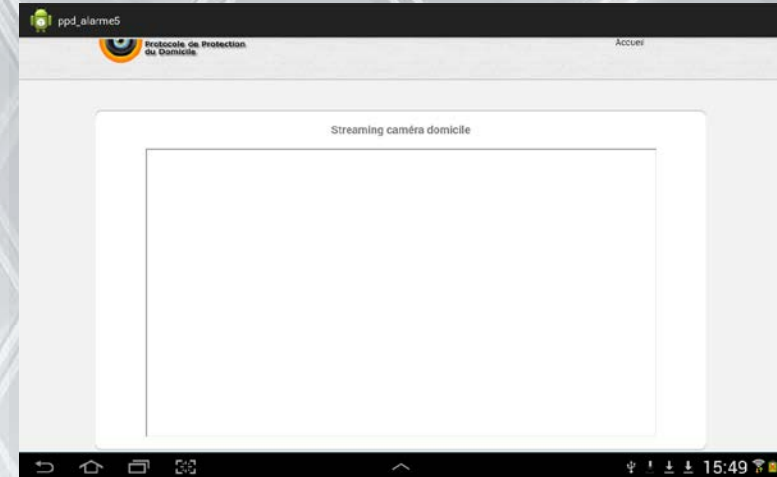 ppd_alarme5
Protocole de Protection
du Domicile
Accueil
Streaming caméra domicile
15:49